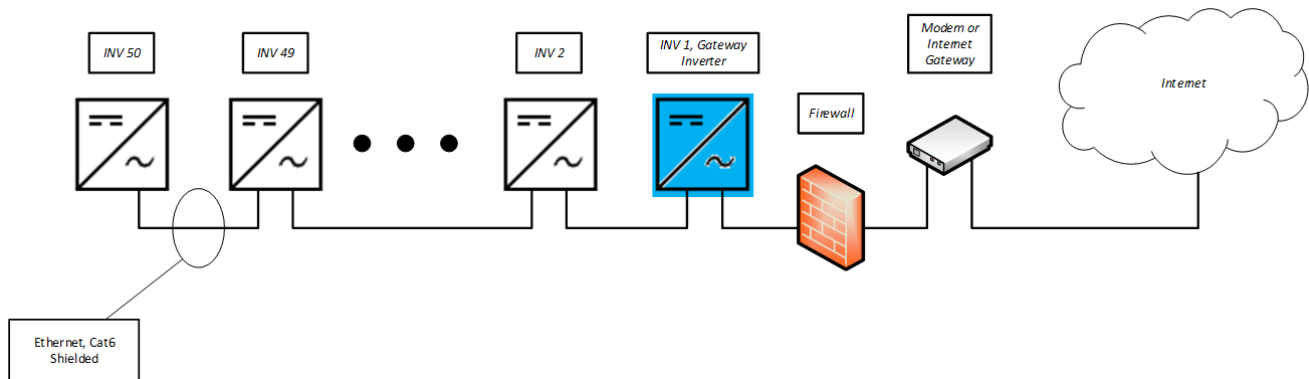 INV 50
INV 49
INV 2
INV 1, Gateway
Inverter
Modem or
Internet
Gateway
Internet
Firewall
Ethernet, Cat6
Shielded